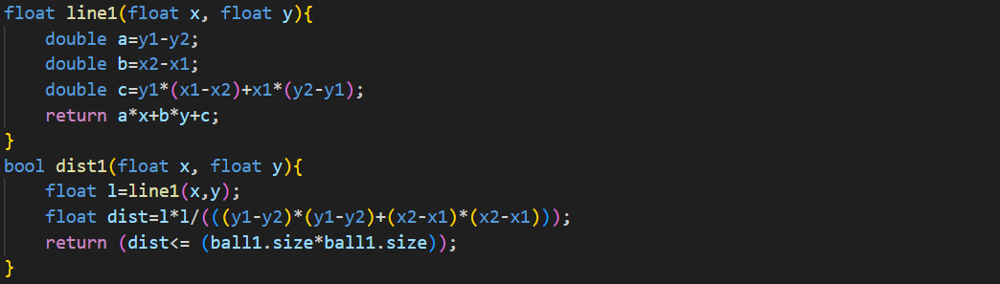 float line1(float x, float y){
    double a=y1-y2;
    double b=x2-x1;
    double c=y1*(x1-x2)+x1*(y2-y1);
    return a*x+b*y+c;
}
bool dist1(float x, float y){
    float l=line1(x,y);
    float dist=l*l/(((y1-y2)*(y1-y2)+(x2-x1)*(x2-x1)));
    return (dist<= (ball1.size*ball1.size));
}